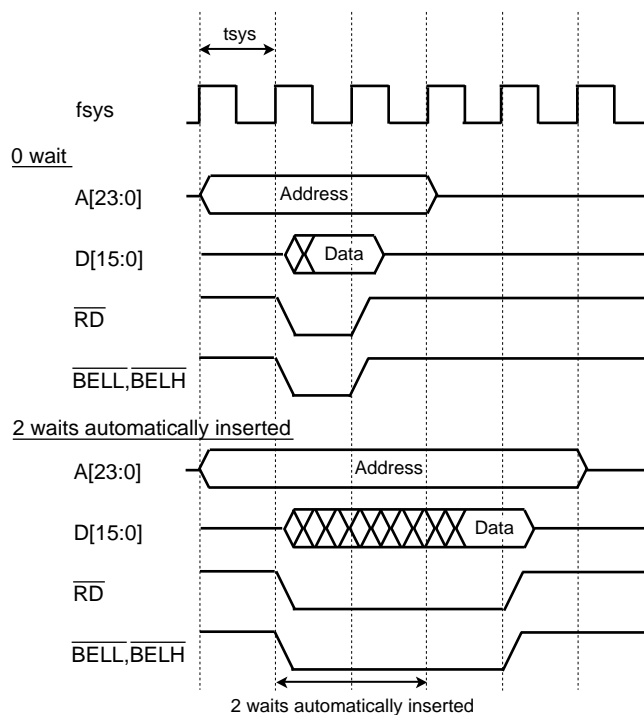 tsys
fsys
0 wait
A[23:0]
Address
D[15:0]
Data
RD
BELL,BELH
2 waits automatically inserted
A[23:0]
Address
D[15:0]
Data
RD
BELL,BELH
2 waits automatically inserted